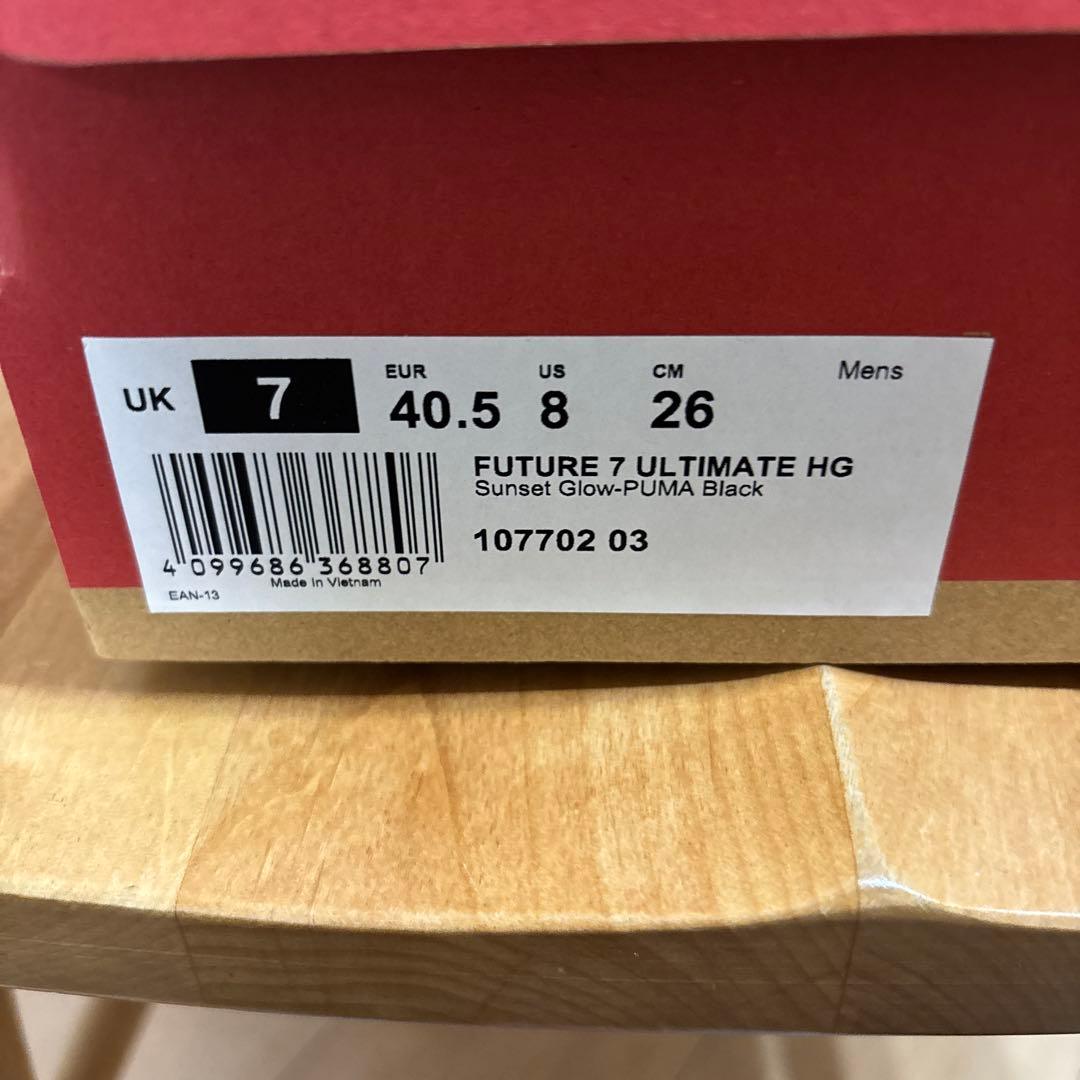 UK 7 EUR 40.5 US 8 CM 26 Mens
FUTURE 7 ULTIMATE HG
Sunset Glow-PUMA Black
107702 03
4 099686 368807
Made in Vietnam
EAN-13